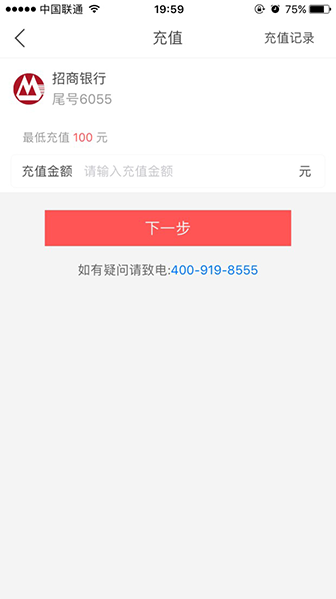 中国联通 19:59 75%
充值 充值记录
招商银行
尾号6055
最低充值 100 元
充值金额 请输入充值金额 元
下一步
如有疑问请致电:400-919-8555